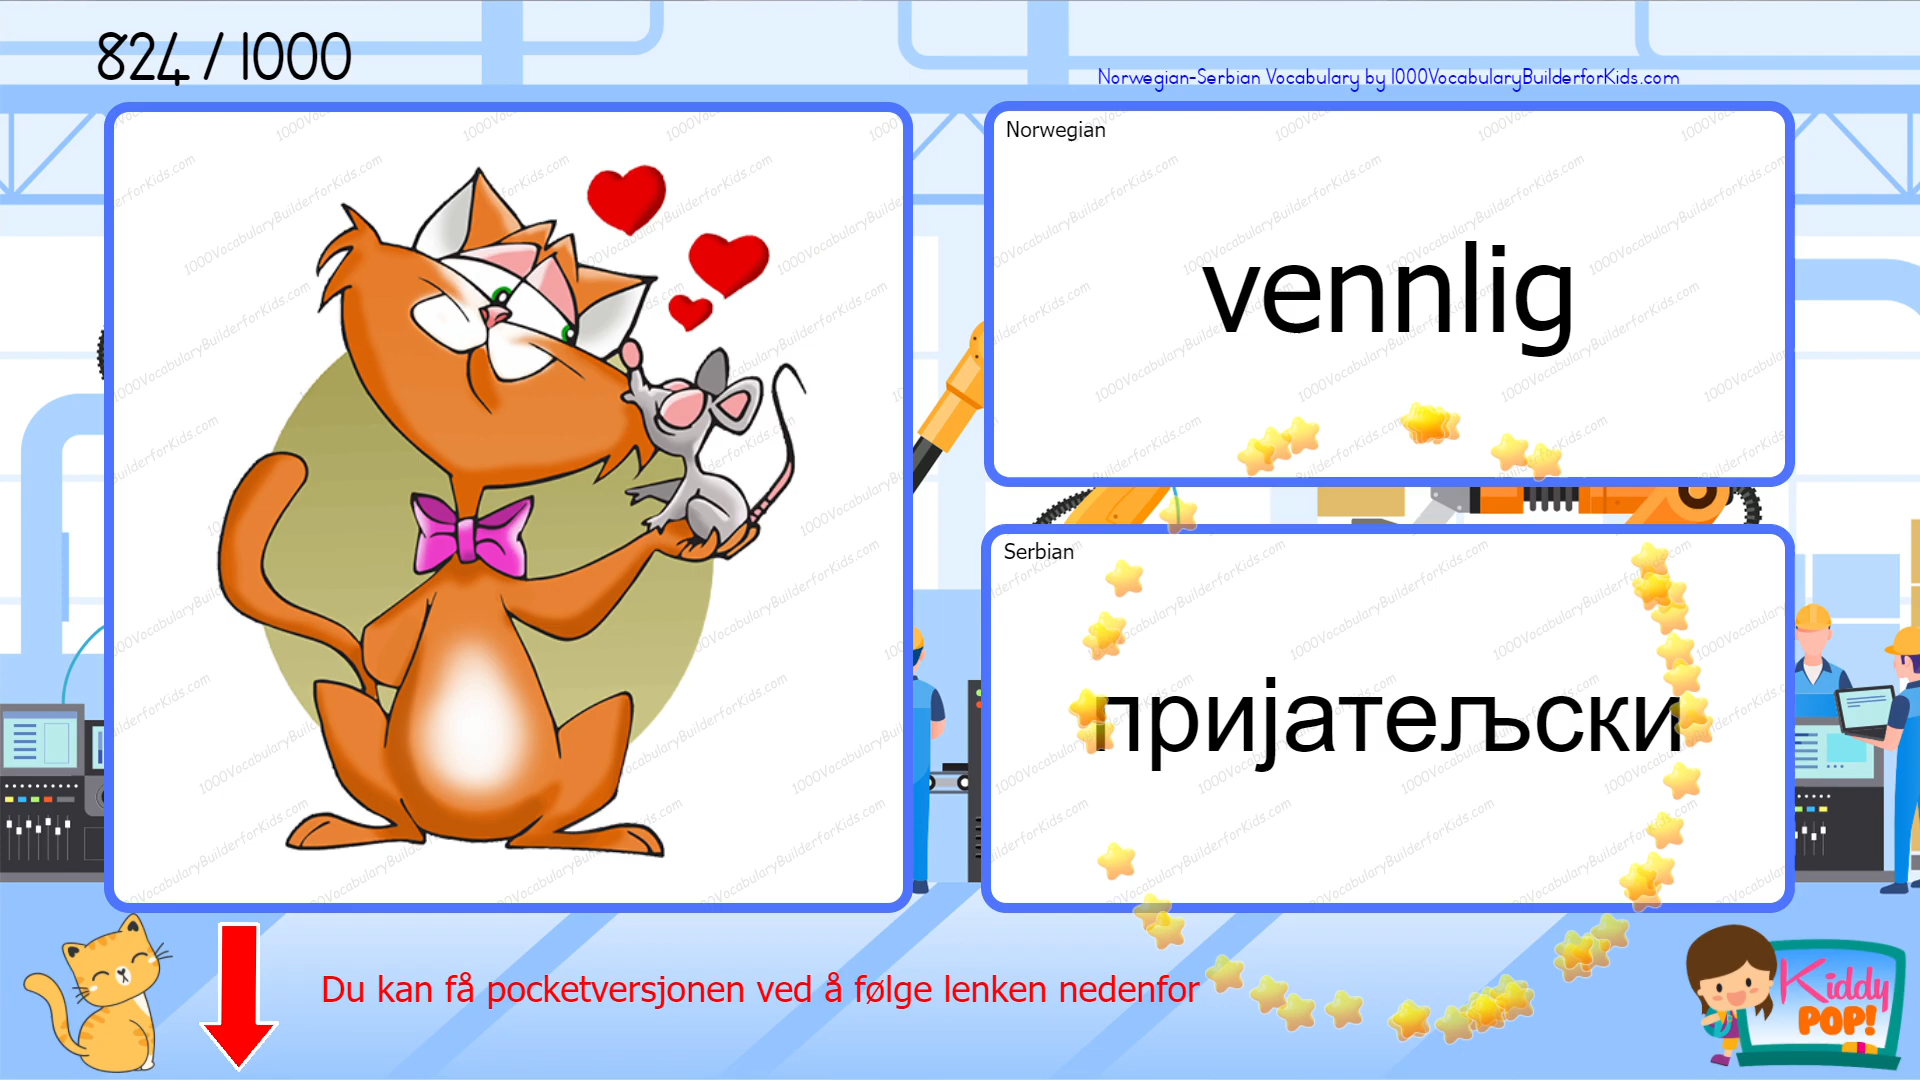 824 / 1000
Norwegian-Serbian Vocabulary by 1000VocabularyBuilderforKids.com
Norwegian
vennlig
Serbian
пријатељски
Du kan få pocketversjonen ved å følge lenken nedenfor
Kiddy
POP!